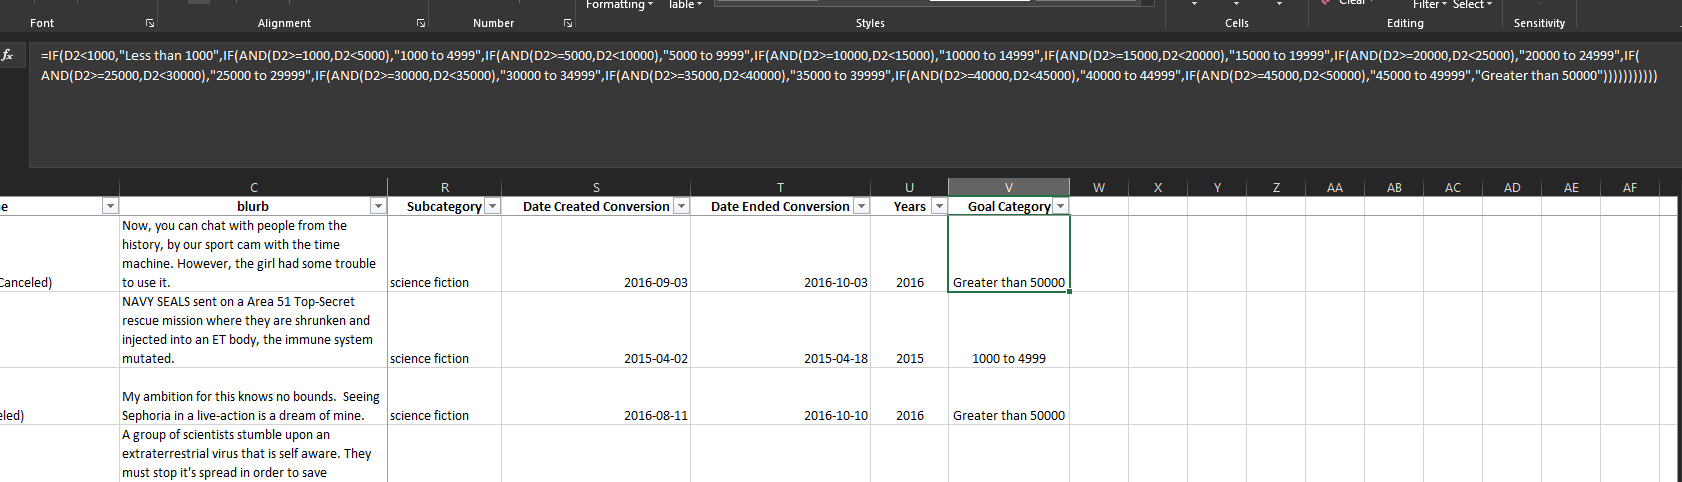 Formatting Table Clear Filter Select
Font Alignment Number Styles Cells Editing Sensitivity
fx =IF(D2<1000,"Less than 1000",IF(AND(D2>=1000,D2<5000),"1000 to 4999",IF(AND(D2>=5000,D2<10000),"5000 to 9999",IF(AND(D2>=10000,D2<15000),"10000 to 14999",IF(AND(D2>=15000,D2<20000),"15000 to 19999",IF(AND(D2>=20000,D2<25000),"20000 to 24999",IF(
AND(D2>=25000,D2<30000),"25000 to 29999",IF(AND(D2>=30000,D2<35000),"30000 to 34999",IF(AND(D2>=35000,D2<40000),"35000 to 39999",IF(AND(D2>=40000,D2<45000),"40000 to 44999",IF(AND(D2>=45000,D2<50000),"45000 to 49999","Greater than 50000")))))))))))
C R S T U V W X Y Z AA AB AC AD AE AF
e blurb Subcategory Date Created Conversion Date Ended Conversion Years Goal Category
Now, you can chat with people from the
history, by our sport cam with the time
machine. However, the girl had some trouble
Canceled) to use it. science fiction 2016-09-03 2016-10-03 2016 Greater than 50000
NAVY SEALS sent on a Area 51 Top-Secret
rescue mission where they are shrunken and
injected into an ET body, the immune system
mutated. science fiction 2015-04-02 2015-04-18 2015 1000 to 4999
My ambition for this knows no bounds. Seeing
eled) Sephoria in a live-action is a dream of mine. science fiction 2016-08-11 2016-10-10 2016 Greater than 50000
A group of scientists stumble upon an
extraterrestrial virus that is self aware. They
must stop it's spread in order to save